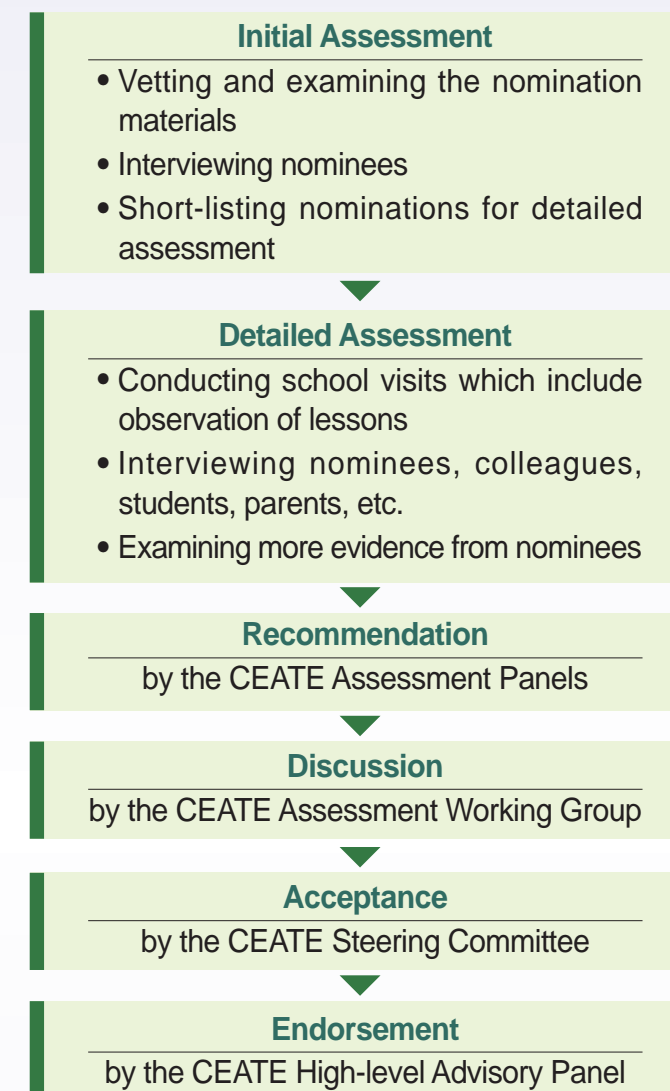 Initial Assessment
• Vetting and examining the nomination
materials
• Interviewing nominees
• Short-listing nominations for detailed
assessment
Detailed Assessment
• Conducting school visits which include
observation of lessons
• Interviewing nominees, colleagues,
students, parents, etc.
• Examining more evidence from nominees
Recommendation
by the CEATE Assessment Panels
Discussion
by the CEATE Assessment Working Group
Acceptance
by the CEATE Steering Committee
Endorsement
by the CEATE High-level Advisory Panel